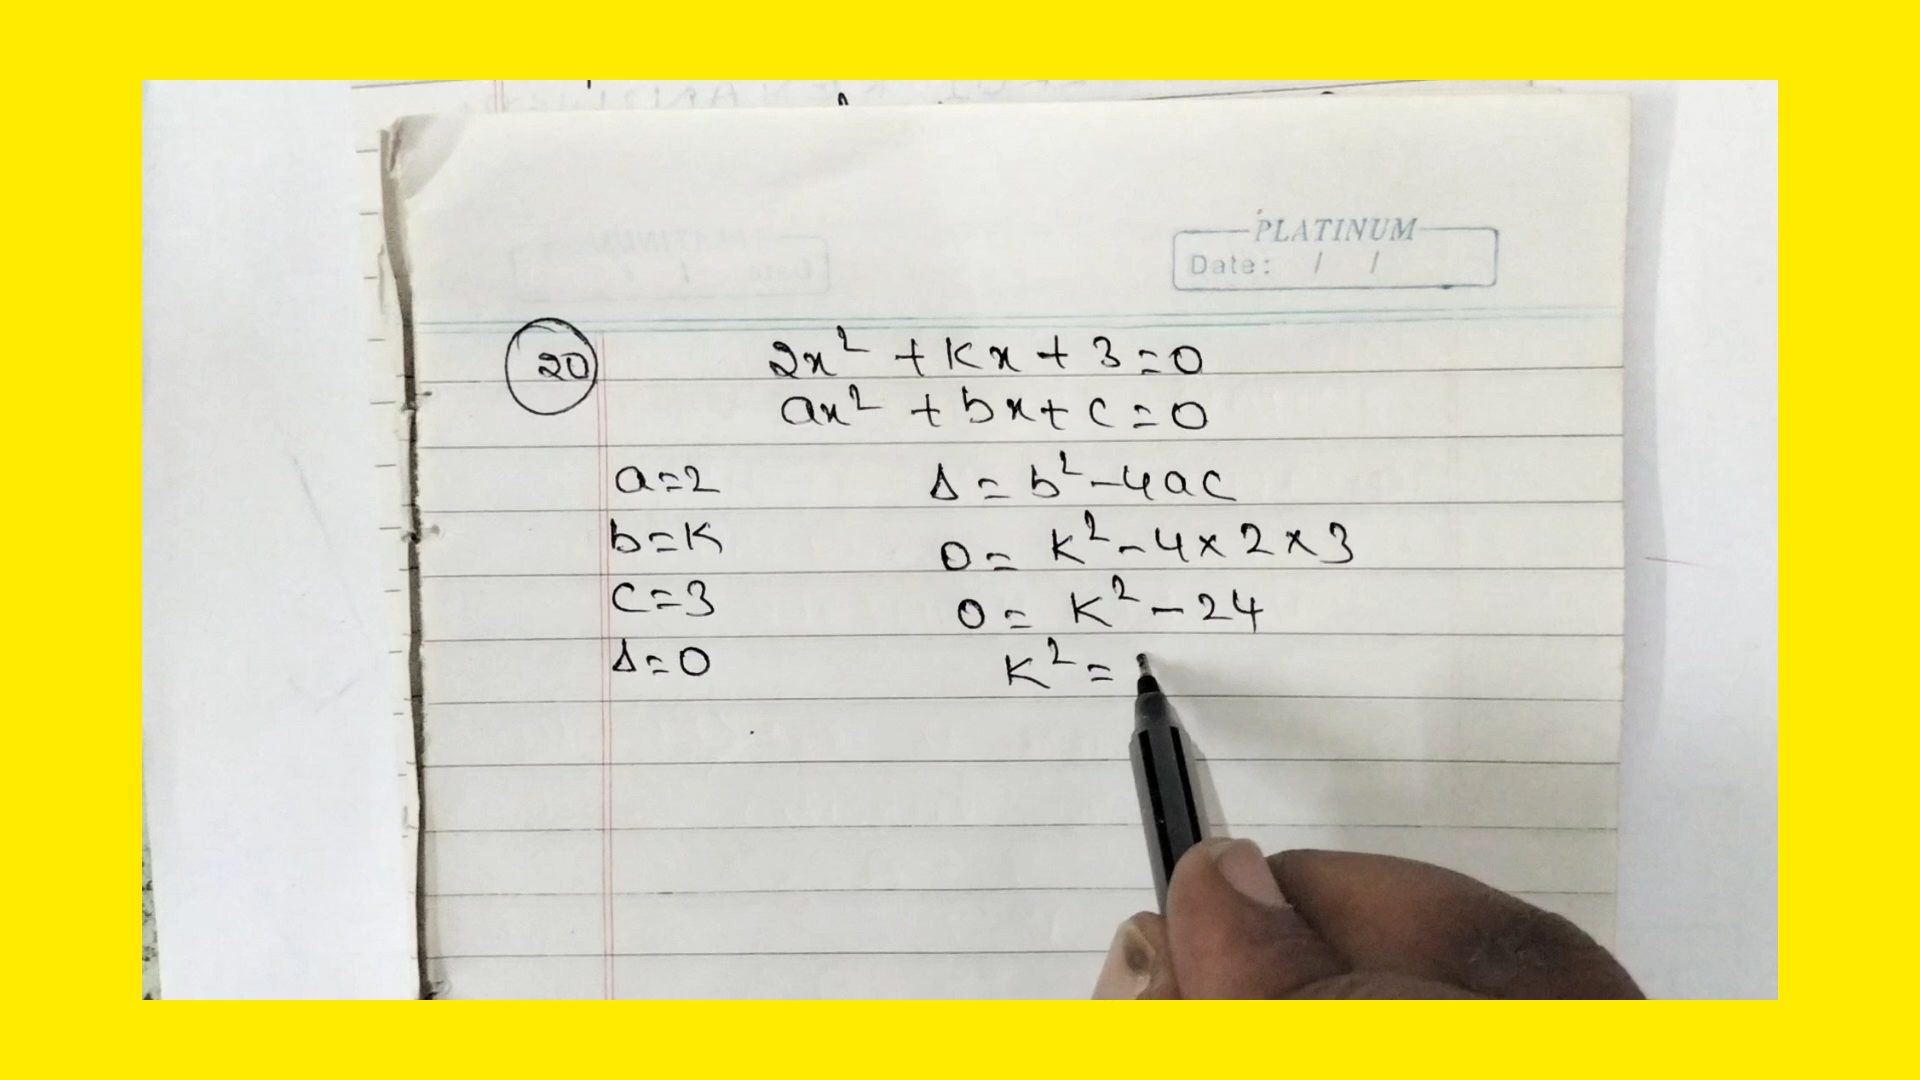 PLATINUM
Date: / /
20
2x² + kx + 3 = 0
ax² + bx + c = 0
a = 2
Δ = b² - 4ac
b = k
0 = k² - 4 × 2 × 3
c = 3
0 = k² - 24
Δ = 0
k² =